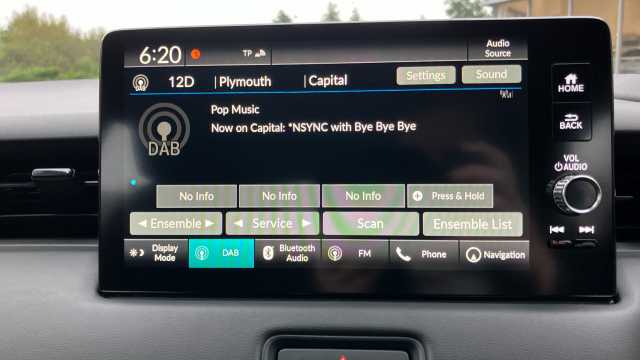 6:20
TP
Audio Source
DAB
12D | Plymouth | Capital
Settings
Sound
HOME
Pop Music
Now on Capital: *NSYNC with Bye Bye Bye
DAB
BACK
VOL
AUDIO
No Info
No Info
No Info
Press & Hold
◀ Ensemble ▶
◀ Service ▶
Scan
Ensemble List
Display Mode
DAB
Bluetooth Audio
FM
Phone
Navigation